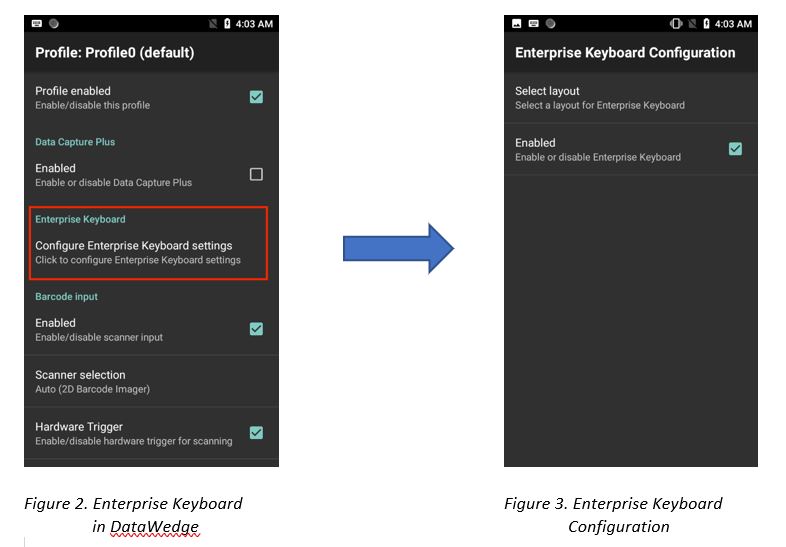 4:03 AM
Profile: Profile0 (default)
Profile enabled
Enable/disable this profile
Data Capture Plus
Enabled
Enable or disable Data Capture Plus
Enterprise Keyboard
Configure Enterprise Keyboard settings
Click to configure Enterprise Keyboard settings
Barcode input
Enabled
Enable/disable scanner input
Scanner selection
Auto (2D Barcode Imager)
Hardware Trigger
Enable/disable hardware trigger for scanning
Figure 2. Enterprise Keyboard
in DataWedge
4:03 AM
Enterprise Keyboard Configuration
Select layout
Select a layout for Enterprise Keyboard
Enabled
Enable or disable Enterprise Keyboard
Figure 3. Enterprise Keyboard
Configuration